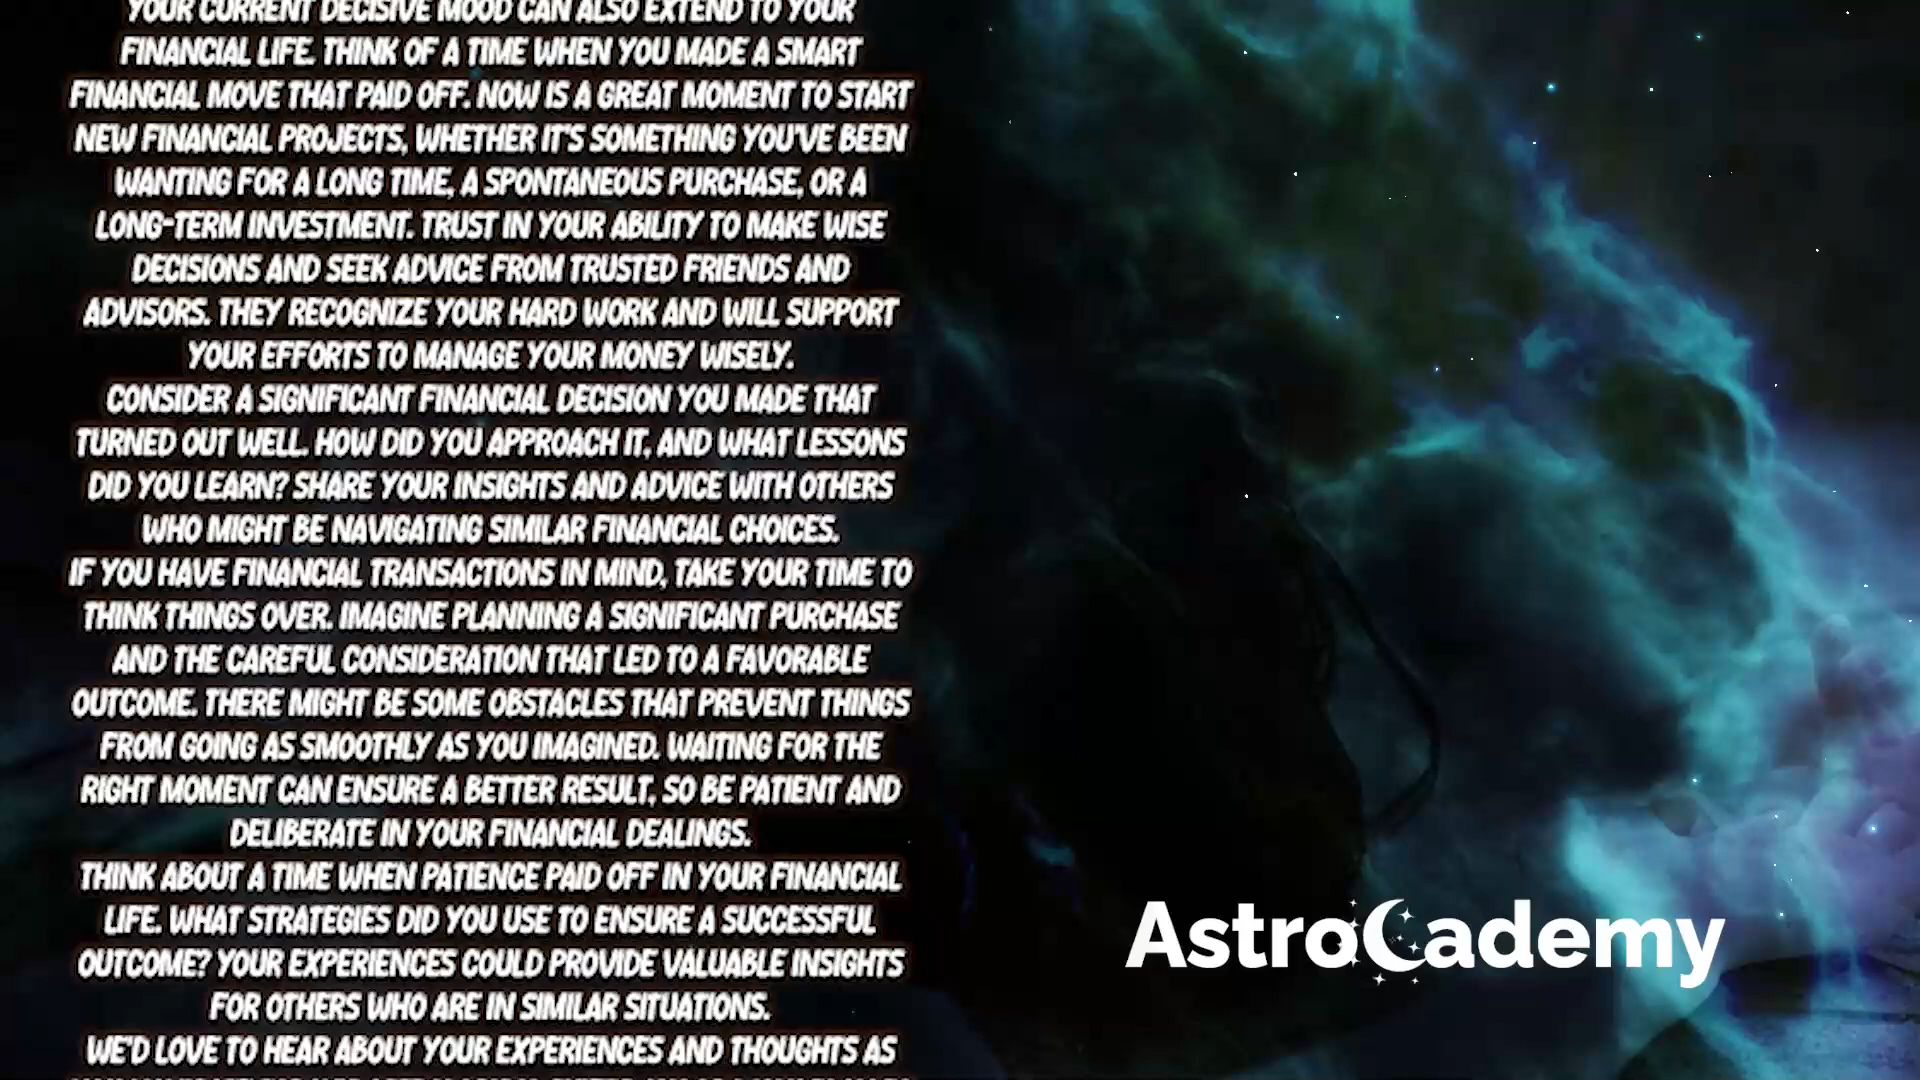 YOUR CURRENT DECISIVE MOOD CAN ALSO EXTEND TO YOUR
FINANCIAL LIFE. THINK OF A TIME WHEN YOU MADE A SMART
FINANCIAL MOVE THAT PAID OFF. NOW IS A GREAT MOMENT TO START
NEW FINANCIAL PROJECTS, WHETHER IT'S SOMETHING YOU'VE BEEN
WANTING FOR A LONG TIME, A SPONTANEOUS PURCHASE, OR A
LONG-TERM INVESTMENT. TRUST IN YOUR ABILITY TO MAKE WISE
DECISIONS AND SEEK ADVICE FROM TRUSTED FRIENDS AND
ADVISORS. THEY RECOGNIZE YOUR HARD WORK AND WILL SUPPORT
YOUR EFFORTS TO MANAGE YOUR MONEY WISELY.
CONSIDER A SIGNIFICANT FINANCIAL DECISION YOU MADE THAT
TURNED OUT WELL. HOW DID YOU APPROACH IT, AND WHAT LESSONS
DID YOU LEARN? SHARE YOUR INSIGHTS AND ADVICE WITH OTHERS
WHO MIGHT BE NAVIGATING SIMILAR FINANCIAL CHOICES.
IF YOU HAVE FINANCIAL TRANSACTIONS IN MIND, TAKE YOUR TIME TO
THINK THINGS OVER. IMAGINE PLANNING A SIGNIFICANT PURCHASE
AND THE CAREFUL CONSIDERATION THAT LED TO A FAVORABLE
OUTCOME. THERE MIGHT BE SOME OBSTACLES THAT PREVENT THINGS
FROM GOING AS SMOOTHLY AS YOU IMAGINED. WAITING FOR THE
RIGHT MOMENT CAN ENSURE A BETTER RESULT, SO BE PATIENT AND
DELIBERATE IN YOUR FINANCIAL DEALINGS.
THINK ABOUT A TIME WHEN PATIENCE PAID OFF IN YOUR FINANCIAL
LIFE. WHAT STRATEGIES DID YOU USE TO ENSURE A SUCCESSFUL
OUTCOME? YOUR EXPERIENCES COULD PROVIDE VALUABLE INSIGHTS
FOR OTHERS WHO ARE IN SIMILAR SITUATIONS.
WE'D LOVE TO HEAR ABOUT YOUR EXPERIENCES AND THOUGHTS AS
AstroCademy